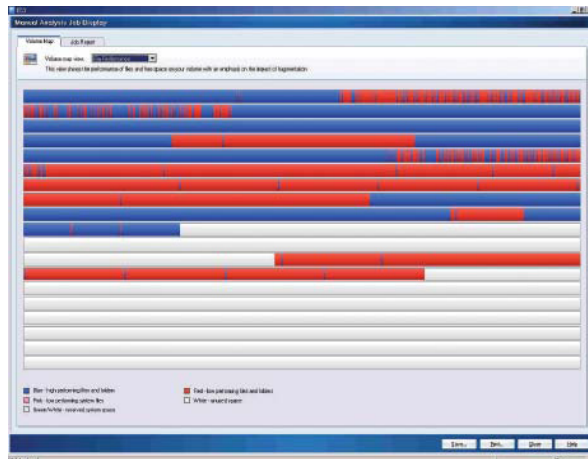 Manual Analysis Job Display
Volume Map Job Report
Volume map view: File Performance
This view shows the performance of files and free space on your volume with an emphasis on the impact of fragmentation
Blue - high performing files and folders Red - low performing files and folders
Pink - low performing system files White - unused space
Green/White - reserved system space
Save... Print... Close Help